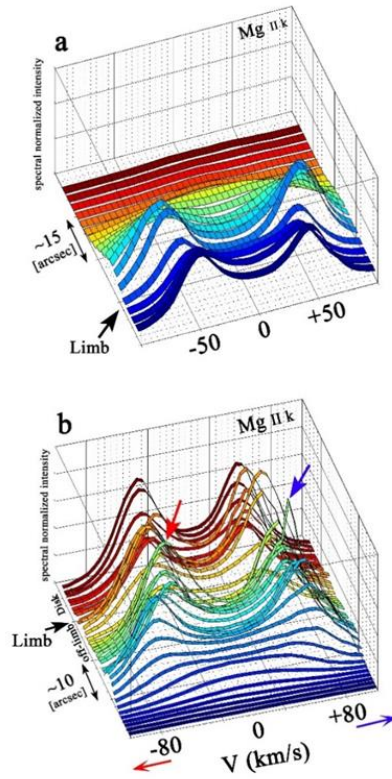 a
Mg II k
spectral normalized intensity
~15
[arcsec]
Limb
-50
0
+50
b
Mg II k
spectral normalized intensity
Disk
Limb
off-limb
~10
[arcsec]
-80
0
+80
V (km/s)